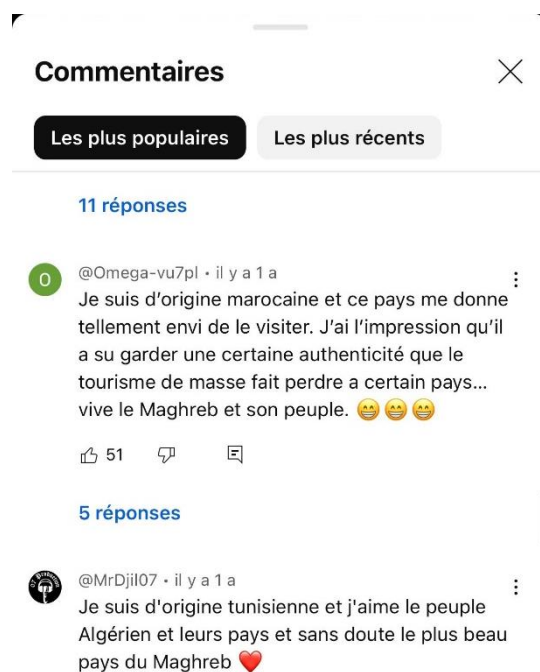 Commentaires
Les plus populaires
Les plus récents
11 réponses
O
@Omega-vu7pl • il y a 1 a
Je suis d'origine marocaine et ce pays me donne
tellement envi de le visiter. J'ai l'impression qu'il
a su garder une certaine authenticité que le
tourisme de masse fait perdre a certain pays...
vive le Maghreb et son peuple. 😁😁😁
51
5 réponses
@MrDjil07 • il y a 1 a
Je suis d'origine tunisienne et j'aime le peuple
Algérien et leurs pays et sans doute le plus beau
pays du Maghreb ❤️